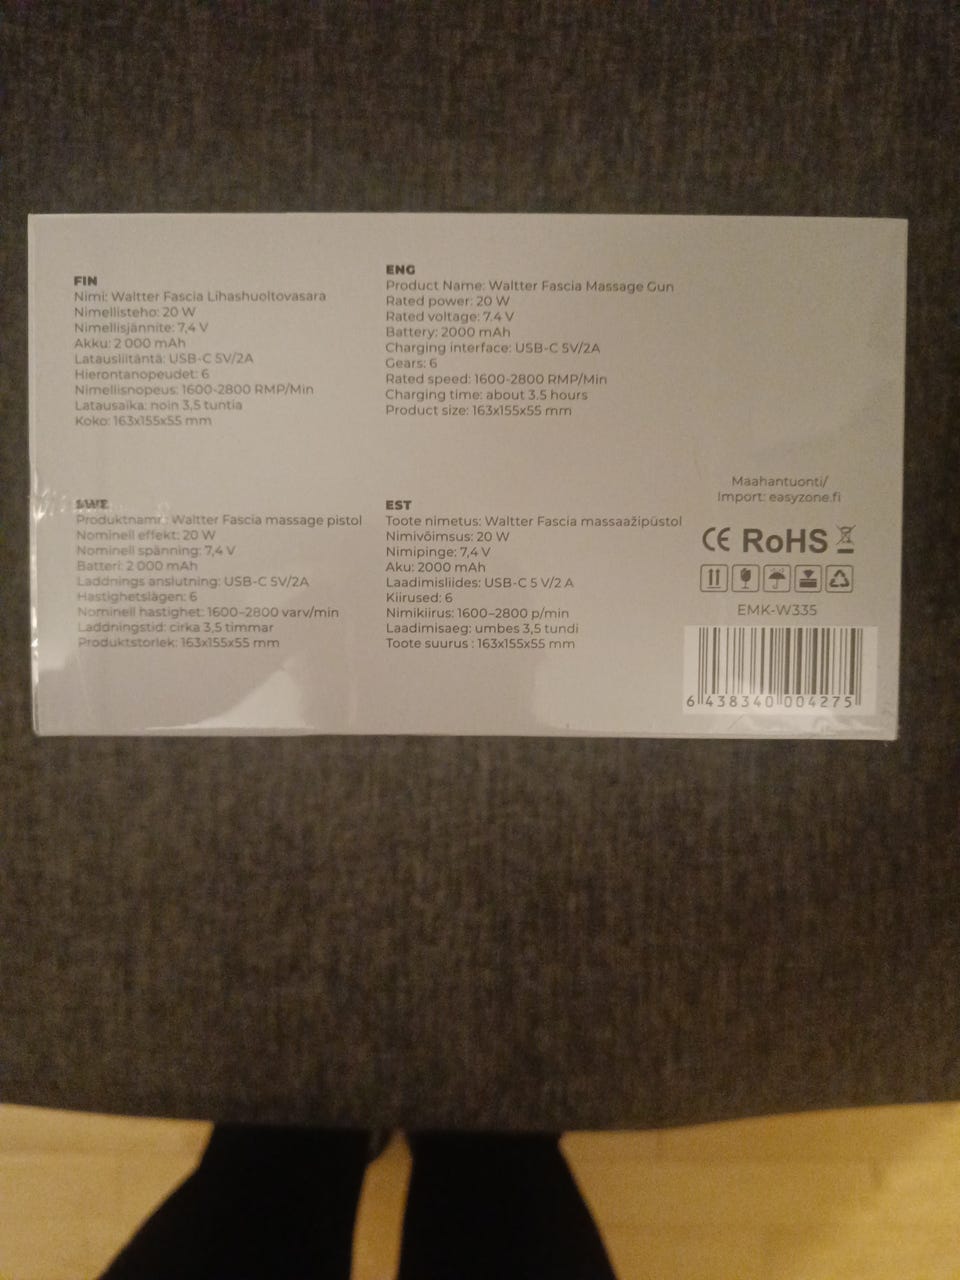 FIN
Nimi: Waltter Fascia Lihashuoltovasara
Nimellisteho: 20 W
Nimellisjännite: 7,4 V
Akku: 2 000 mAh
Latausliitäntä: USB-C 5V/2A
Hierontanopeudet: 6
Nimellisnopeus: 1600-2800 RMP/Min
Latausaika: noin 3,5 tuntia
Koko: 163x155x55 mm
ENG
Product Name: Waltter Fascia Massage Gun
Rated power: 20 W
Rated voltage: 7.4 V
Battery: 2000 mAh
Charging interface: USB-C 5V/2A
Gears: 6
Rated speed: 1600-2800 RMP/Min
Charging time: about 3.5 hours
Product size: 163x155x55 mm
SWE
Produktnamn: Waltter Fascia massage pistol
Nominell effekt: 20 W
Nominell spänning: 7,4 V
Batteri: 2 000 mAh
Laddnings anslutning: USB-C 5V/2A
Hastighetslägen: 6
Nominell hastighet: 1600–2800 varv/min
Laddningstid: cirka 3,5 timmar
Produktstorlek: 163x155x55 mm
EST
Toote nimetus: Waltter Fascia massaažipüstol
Nimivõimsus: 20 W
Nimipinge: 7,4 V
Aku: 2000 mAh
Laadimisliides: USB-C 5 V/2 A
Kiirused: 6
Nimikiirus: 1600–2800 p/min
Laadimisaeg: umbes 3,5 tundi
Toote suurus : 163x155x55 mm
Maahantuonti/
Import: easyzone.fi
CE RoHS
EMK-W335
6 438340 004275